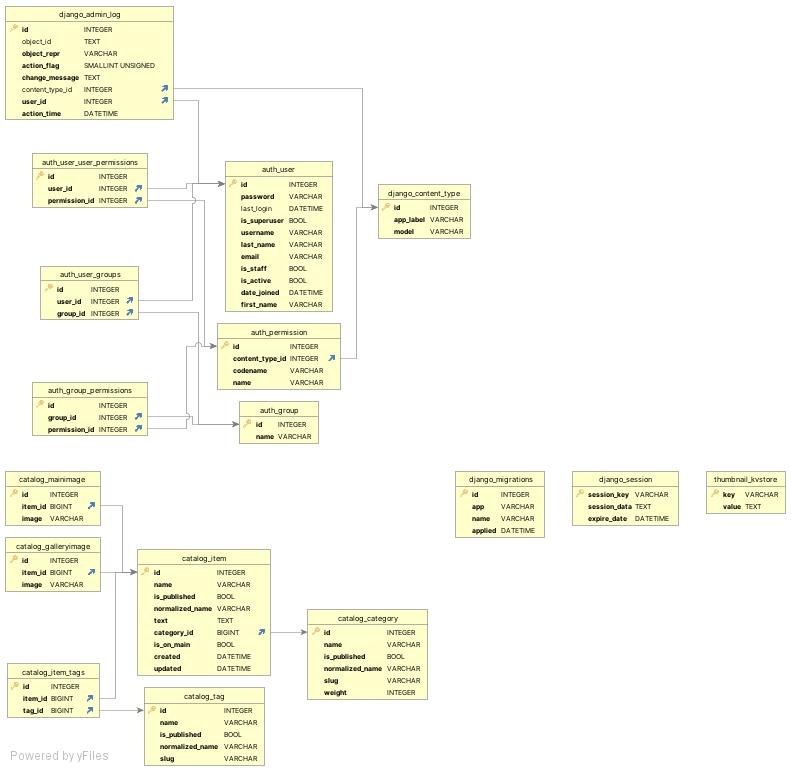 django_admin_log
id INTEGER
object_id TEXT
object_repr VARCHAR
action_flag SMALLINT UNSIGNED
change_message TEXT
content_type_id INTEGER
user_id INTEGER
action_time DATETIME
auth_user_user_permissions
id INTEGER
user_id INTEGER
permission_id INTEGER
auth_user
id INTEGER
password VARCHAR
last_login DATETIME
is_superuser BOOL
username VARCHAR
last_name VARCHAR
email VARCHAR
is_staff BOOL
is_active BOOL
date_joined DATETIME
first_name VARCHAR
django_content_type
id INTEGER
app_label VARCHAR
model VARCHAR
auth_user_groups
id INTEGER
user_id INTEGER
group_id INTEGER
auth_permission
id INTEGER
content_type_id INTEGER
codename VARCHAR
name VARCHAR
auth_group_permissions
id INTEGER
group_id INTEGER
permission_id INTEGER
auth_group
id INTEGER
name VARCHAR
catalog_mainimage
id INTEGER
item_id BIGINT
image VARCHAR
django_migrations
id INTEGER
app VARCHAR
name VARCHAR
applied DATETIME
django_session
session_key VARCHAR
session_data TEXT
expire_date DATETIME
thumbnail_kvstore
key VARCHAR
value TEXT
catalog_galleryimage
id INTEGER
item_id BIGINT
image VARCHAR
catalog_item
id INTEGER
name VARCHAR
is_published BOOL
normalized_name VARCHAR
text TEXT
category_id BIGINT
is_on_main BOOL
created DATETIME
updated DATETIME
catalog_category
id INTEGER
name VARCHAR
is_published BOOL
normalized_name VARCHAR
slug VARCHAR
weight INTEGER
catalog_item_tags
id INTEGER
item_id BIGINT
tag_id BIGINT
catalog_tag
id INTEGER
name VARCHAR
is_published BOOL
normalized_name VARCHAR
slug VARCHAR
Powered by yFiles